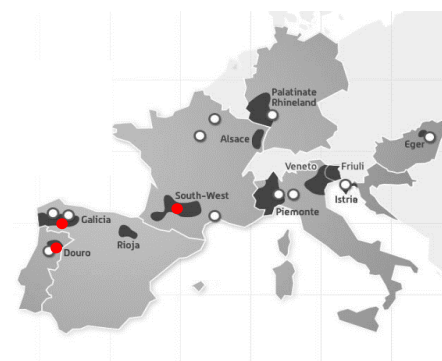 Palatinate
Rhineland
Alsace
Eger
Veneto
Friuli
South-West
Istria
Piemonte
Galicia
Rioja
Douro